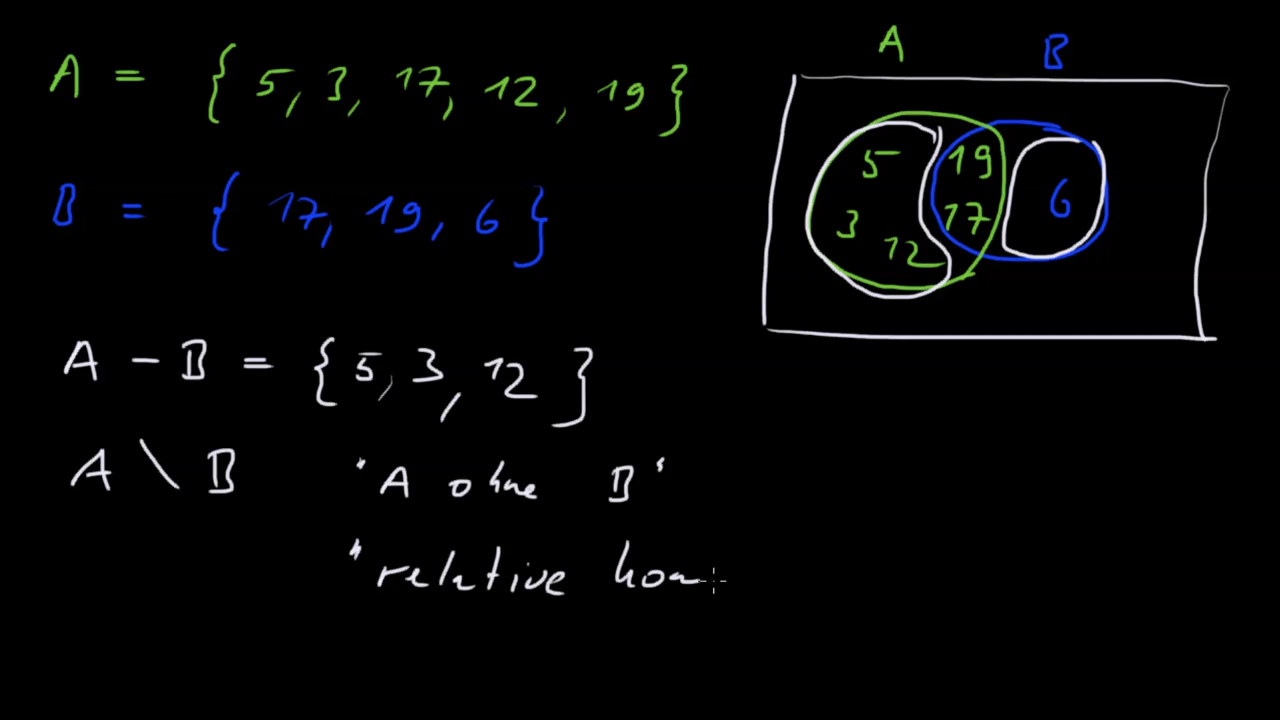 A = { 5, 3, 17, 12, 19 }
B = { 17, 19, 6 }
A - B = { 5, 3, 12 }
A \ B "A ohne B"
"relative
A B
5 19
3 17 6
12